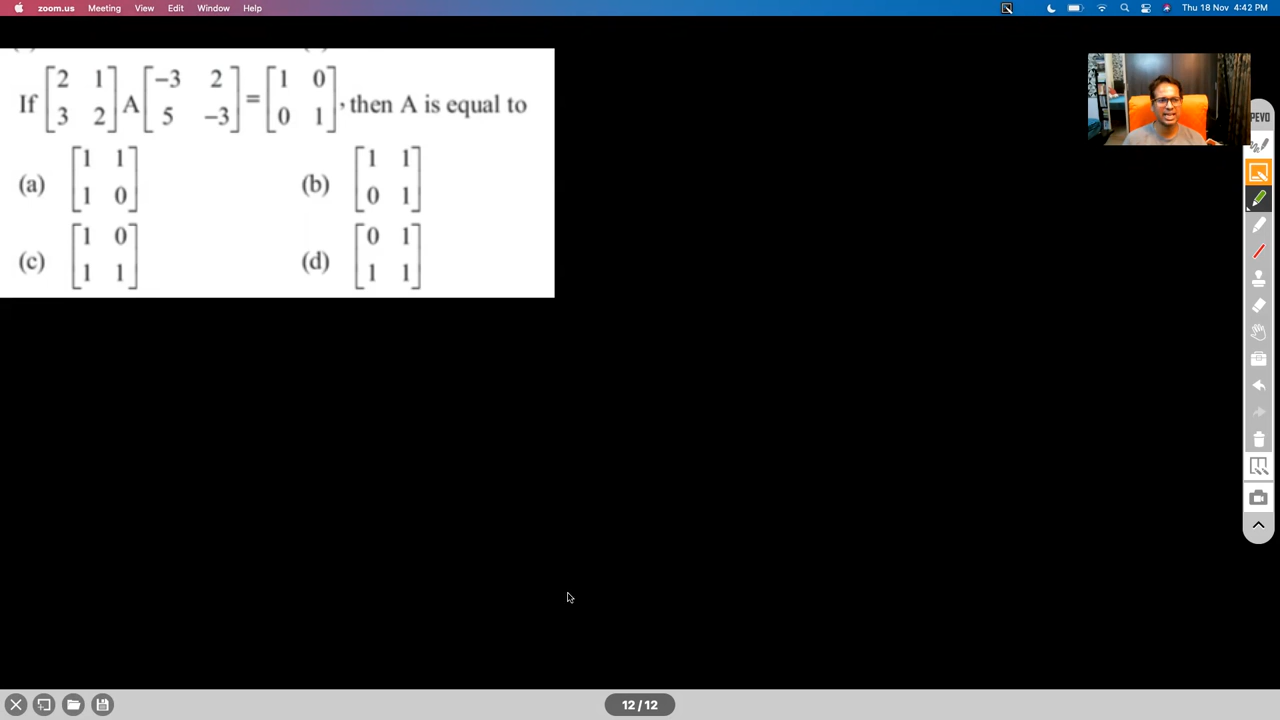 zoom.us Meeting View Edit Window Help Thu 18 Nov 4:42 PM
If [2 1; 3 2] A [−3 2; 5 −3] = [1 0; 0 1], then A is equal to
(a) [1 1; 1 0] (b) [1 1; 0 1]
(c) [1 0; 1 1] (d) [0 1; 1 1]
12 / 12